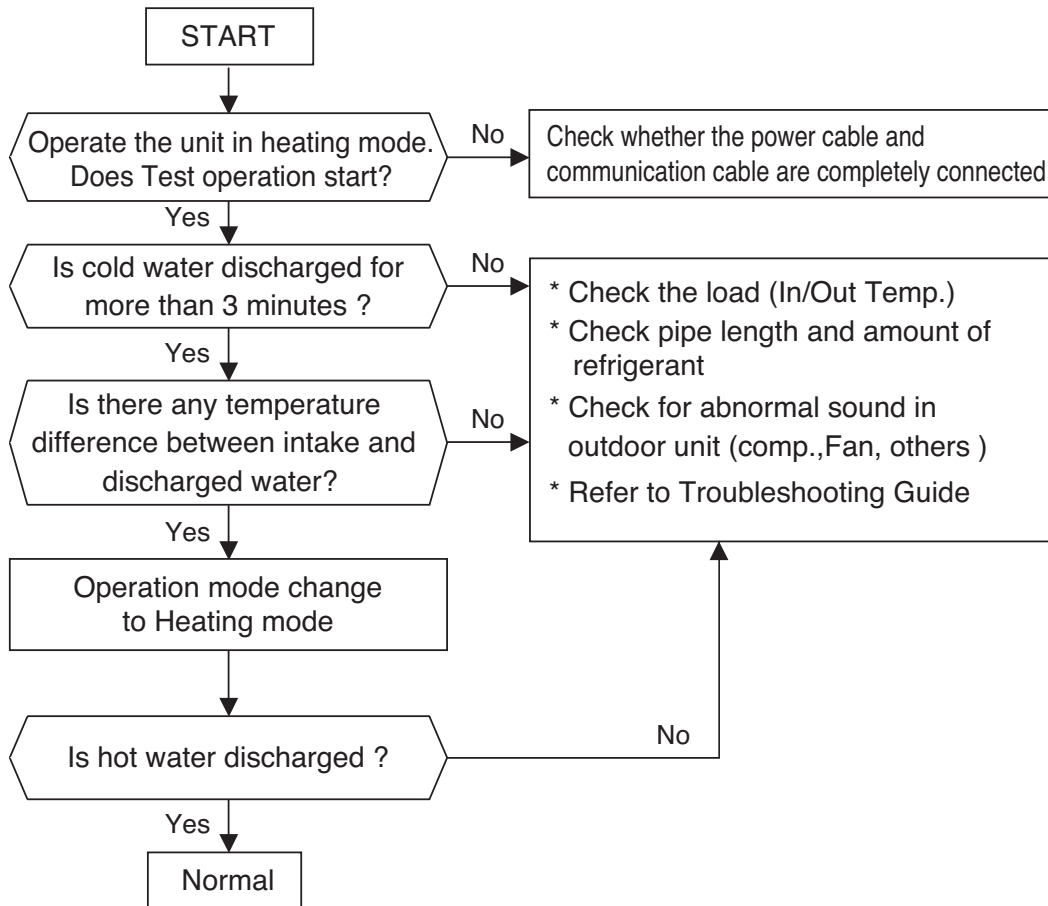 START
Operate the unit in heating mode.
Does Test operation start?
No
Check whether the power cable and
communication cable are completely connected
Yes
Is cold water discharged for
more than 3 minutes ?
No
* Check the load (In/Out Temp.)
* Check pipe length and amount of
refrigerant
* Check for abnormal sound in
outdoor unit (comp.,Fan, others )
* Refer to Troubleshooting Guide
Yes
Is there any temperature
difference between intake and
discharged water?
No
Yes
Operation mode change
to Heating mode
Is hot water discharged ?
No
Yes
Normal